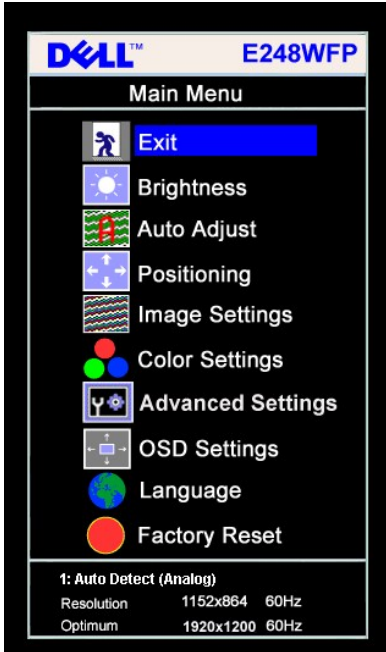 DELL™ E248WFP
Main Menu
Exit
Brightness
Auto Adjust
Positioning
Image Settings
Color Settings
Advanced Settings
OSD Settings
Language
Factory Reset
1: Auto Detect (Analog)
Resolution 1152x864 60Hz
Optimum 1920x1200 60Hz